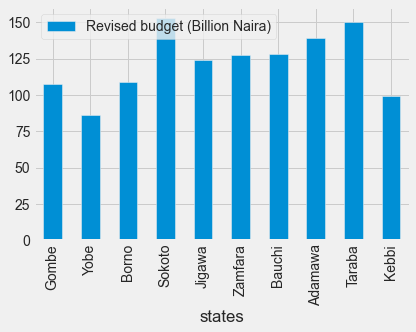 Revised budget (Billion Naira)
150
125
100
75
50
25
0
Gombe
Yobe
Borno
Sokoto
Jigawa
Zamfara
Bauchi
Adamawa
Taraba
Kebbi
states